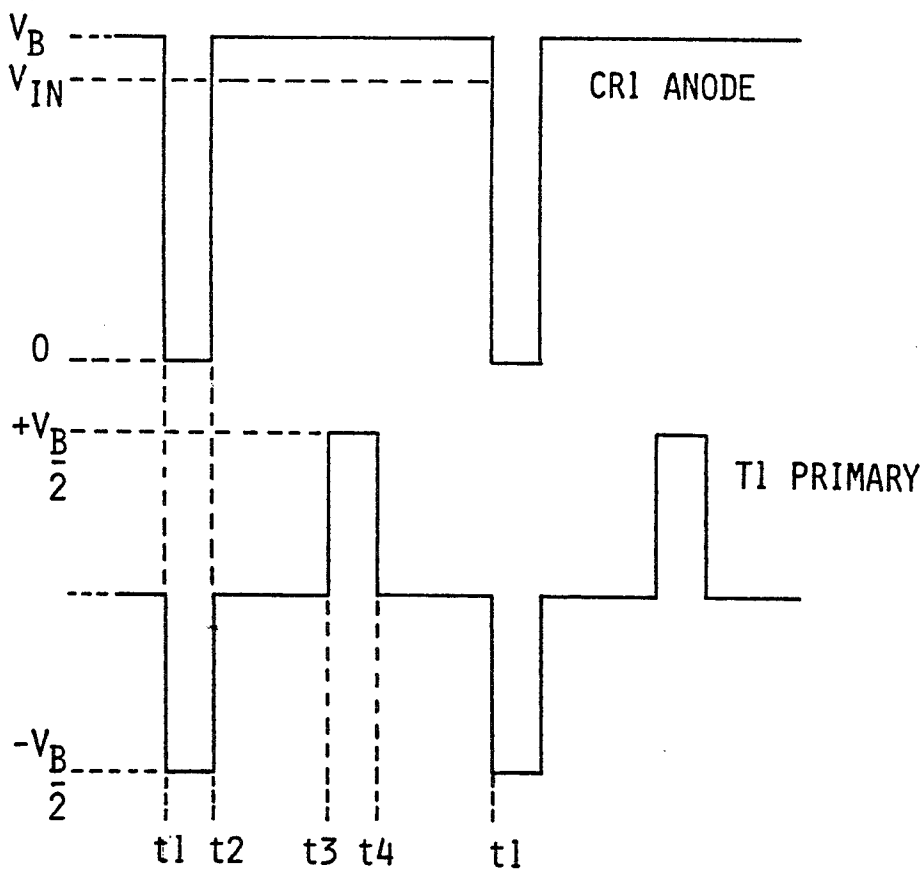 V_B
V_IN
CR1 ANODE
0
+V_B/2
T1 PRIMARY
-V_B/2
t1 t2 t3 t4 t1